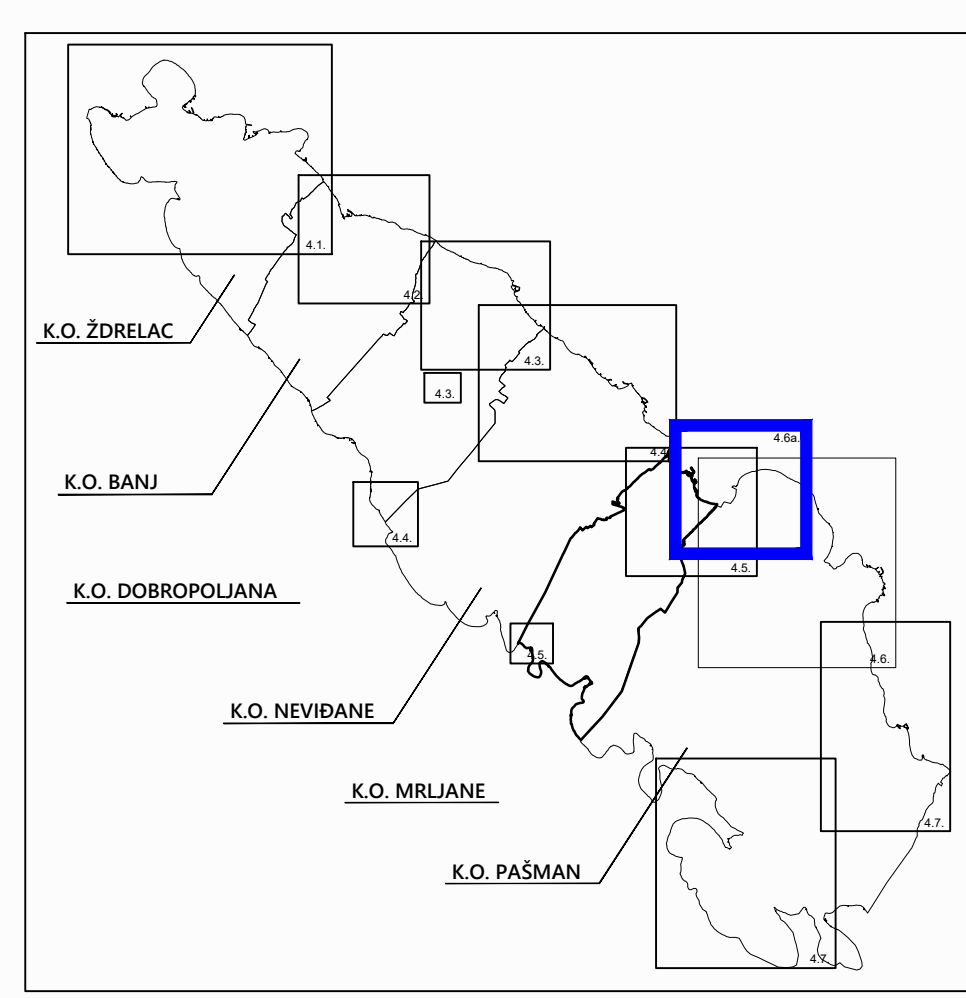 4.1.
4.2.
K.O. ŽDRELAC
4.3.
4.3.
K.O. BANJ
4.6a.
4.4.
4.4.
4.5.
K.O. DOBROPOLJANA
4.5.
4.6.
K.O. NEVIĐANE
K.O. MRLJANE
4.7.
K.O. PAŠMAN
4.7.